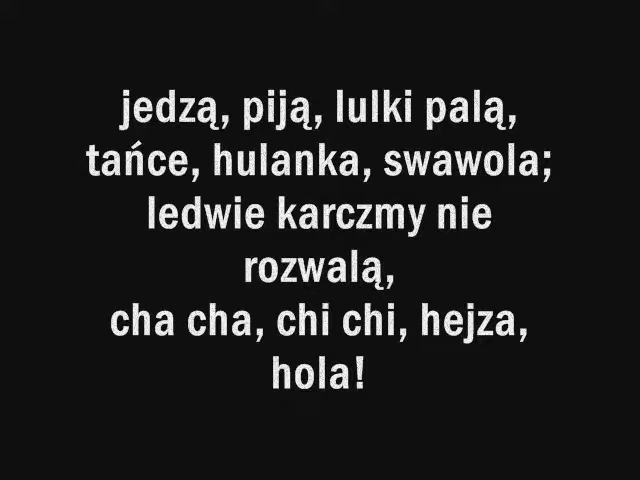 jedzą, piją, lulki palą,
tańce, hulanka, swawola;
ledwie karczmy nie
rozwalą,
cha cha, chi chi, hejza,
hola!